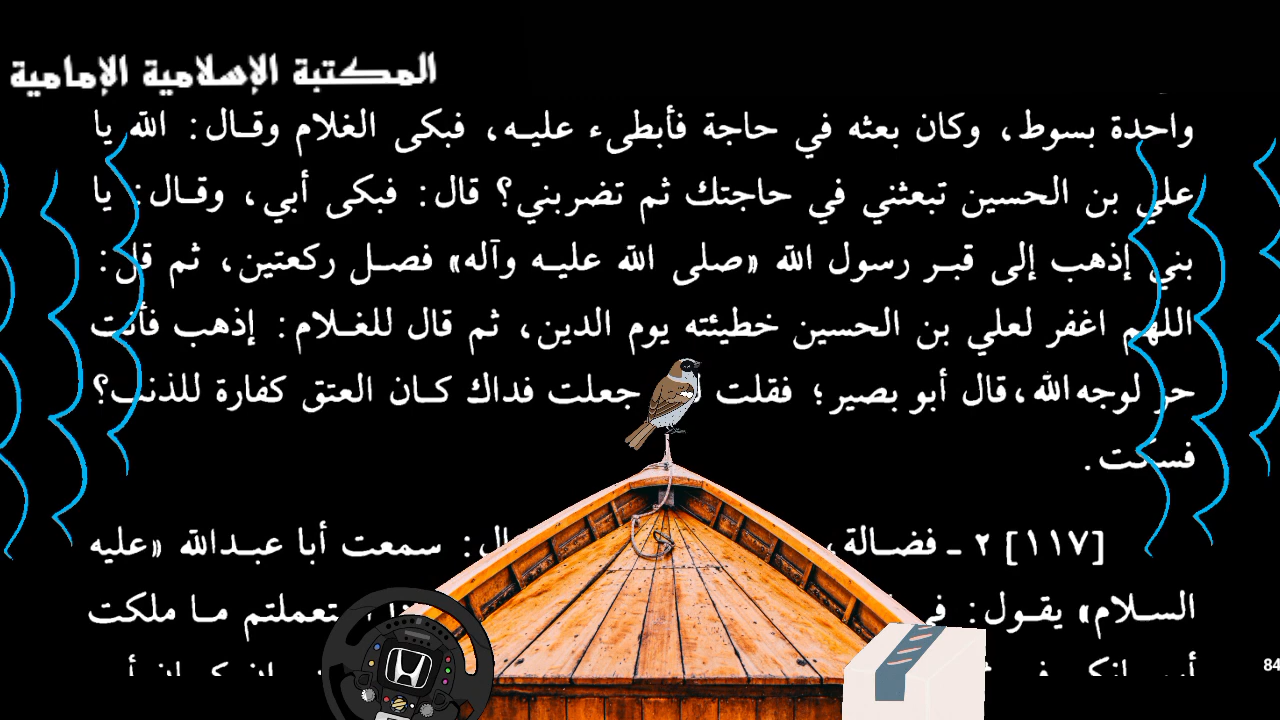 المكتبة الإسلامية الإمامية
واحدة بسوط، وكان بعثه في حاجة فأبطىء عليه، فبكى الغلام وقال: الله يا
علي بن الحسين تبعثني في حاجتك ثم تضربني؟ قال: فبكى أبي، وقال: يا
بني إذهب إلى قبر رسول الله «صلى الله عليه وآله» فصل ركعتين، ثم قل:
اللهم اغفر لعلي بن الحسين خطيئته يوم الدين، ثم قال للغلام: إذهب فأنت
حر لوجه الله، قال أبو بصير؛ فقلت جعلت فداك كان العتق كفارة للذنب؟
فسكت.
[١١٧] ٢ ـ فضالة، : سمعت أبا عبدالله «عليه
السلام» يقول: ما ملكت
84